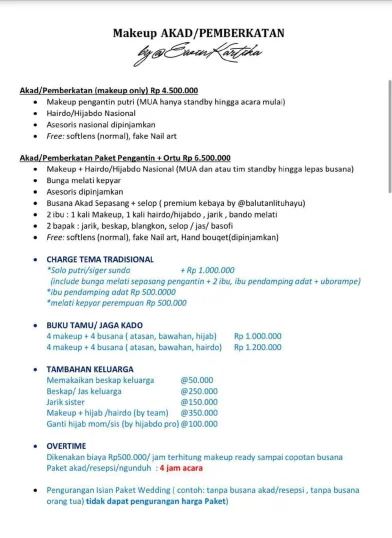 Makeup AKAD/PEMBERKATAN
by @
Akad/Pemberkatan (makeup only) Rp 4.500.000
• Makeup pengantin putri (MUA hanya standby hingga acara mulai)
• Hairdo/Hijabdo Nasional
• Asesoris nasional dipinjamkan
• Free: softlens (normal), fake Nail art
Akad/Pemberkatan Paket Pengantin + Ortu Rp 6.500.000
• Makeup + Hairdo/Hijabdo Nasional (MUA dan atau tim standby hingga lepas busana)
• Bunga melati kepyar
• Asesoris dipinjamkan
• Busana Akad Sepasang + selop ( premium kebaya by @balutanlituhayu)
• 2 ibu : 1 kali Makeup, 1 kali hairdo/hijabdo , jarik , bando melati
• 2 bapak : jarik, beskap, blangkon, selop / jas/ basofi
• Free: softlens (normal), fake Nail art, Hand bouqet(dipinjamkan)
• CHARGE TEMA TRADISIONAL
*Solo putri/siger sunda + Rp 1.000.000
(include bunga melati sepasang pengantin + 2 ibu, ibu pendamping adat + uborampe)
*ibu pendamping adat Rp 500.0000
*melati kepyar perempuan Rp 500.000
• BUKU TAMU/ JAGA KADO
4 makeup + 4 busana ( atasan, bawahan, hijab) Rp 1.000.000
4 makeup + 4 busana ( atasan, bawahan, hairdo) Rp 1.200.000
• TAMBAHAN KELUARGA
Memakaikan beskap keluarga @50.000
Beskap/ Jas keluarga @250.000
Jarik sister @150.000
Makeup + hijab /hairdo (by team) @350.000
Ganti hijab mom/sis (by hijabdo pro) @100.000
• OVERTIME
Dikenakan biaya Rp500.000/ jam terhitung makeup ready sampai copotan busana
Paket akad/resepsi/ngunduh : 4 jam acara
• Pengurangan Isian Paket Wedding ( contoh: tanpa busana akad/resepsi , tanpa busana
orang tua) tidak dapat pengurangan harga Paket)